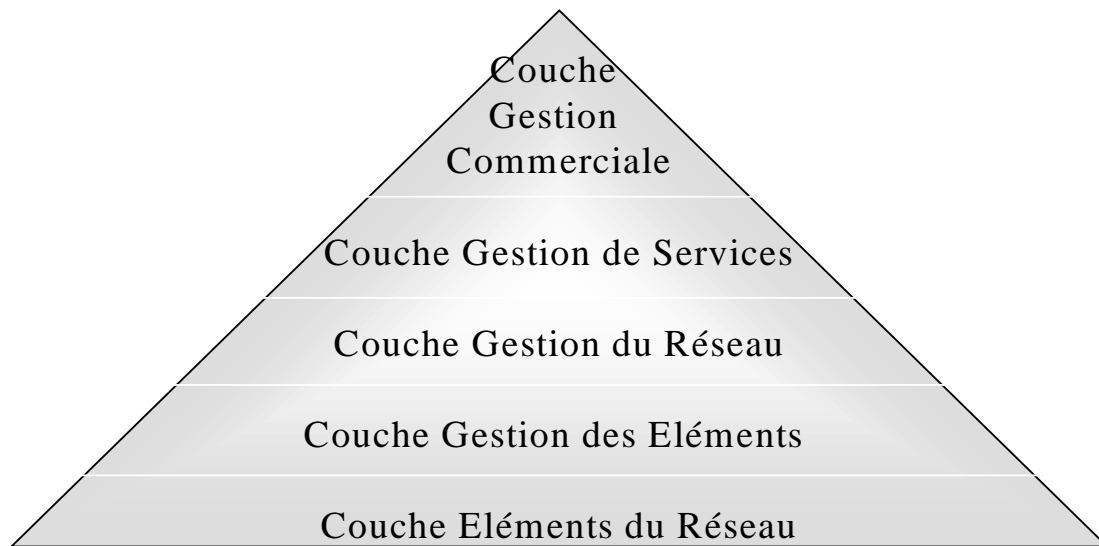 Couche
Gestion
Commerciale
Couche Gestion de Services
Couche Gestion du Réseau
Couche Gestion des Eléments
Couche Eléments du Réseau